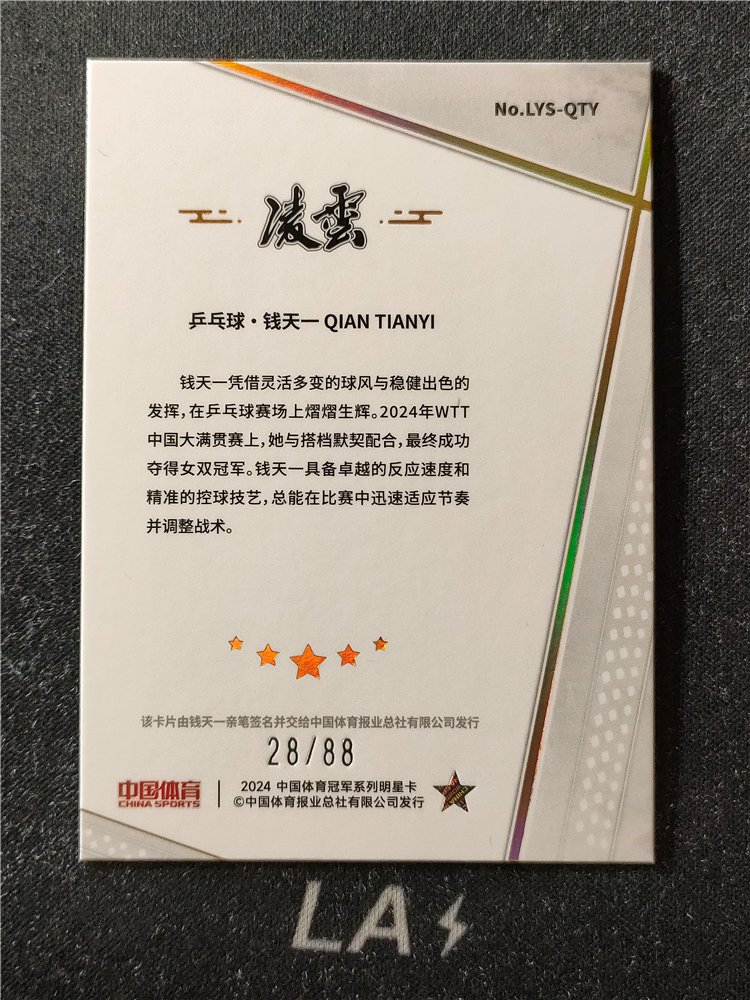 No.LYS-QTY
凌雲
乒乓球·钱天一 QIAN TIANYI
钱天一凭借灵活多变的球风与稳健出色的
发挥,在乒乓球赛场上熠熠生辉。2024年WTT
中国大满贯赛上,她与搭档默契配合,最终成功
夺得女双冠军。钱天一具备卓越的反应速度和
精准的控球技艺,总能在比赛中迅速适应节奏
并调整战术。
该卡片由钱天一亲笔签名并交给中国体育报业总社有限公司发行
28/88
中国体育
CHINA SPORTS
2024 中国体育冠军系列明星卡
©中国体育报业总社有限公司发行
LA